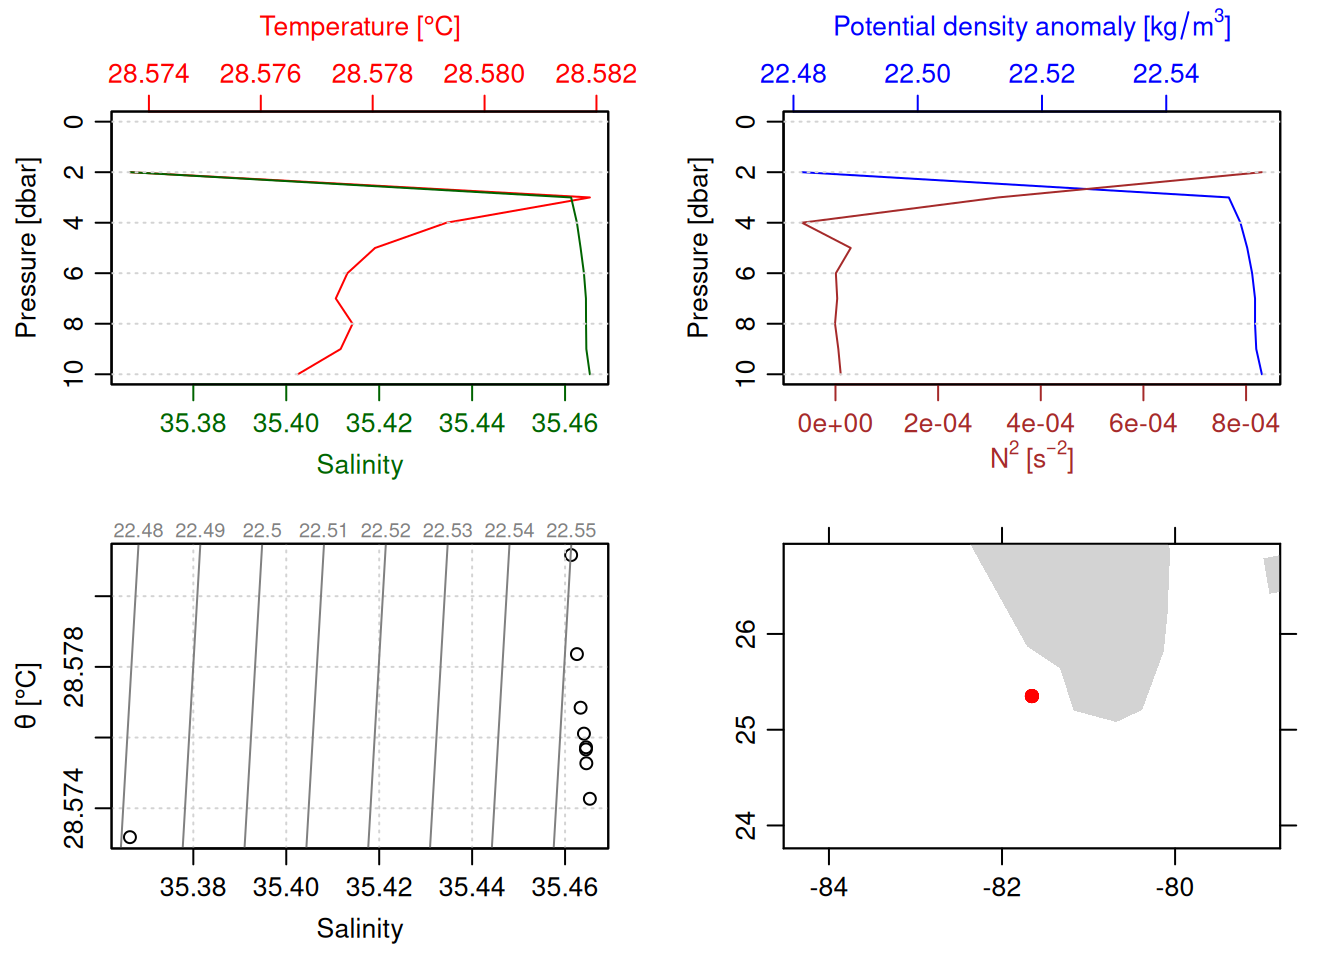 Temperature [°C]
28.574 28.576 28.578 28.580 28.582
Pressure [dbar]
0
2
4
6
8
10
35.38 35.40 35.42 35.44 35.46
Salinity
Potential density anomaly [kg/m³]
22.48 22.50 22.52 22.54
Pressure [dbar]
0
2
4
6
8
10
0e+00 2e-04 4e-04 6e-04 8e-04
N² [s⁻²]
22.48 22.49 22.5 22.51 22.52 22.53 22.54 22.55
θ [°C]
28.578
28.574
35.38 35.40 35.42 35.44 35.46
Salinity
26
25
24
-84 -82 -80